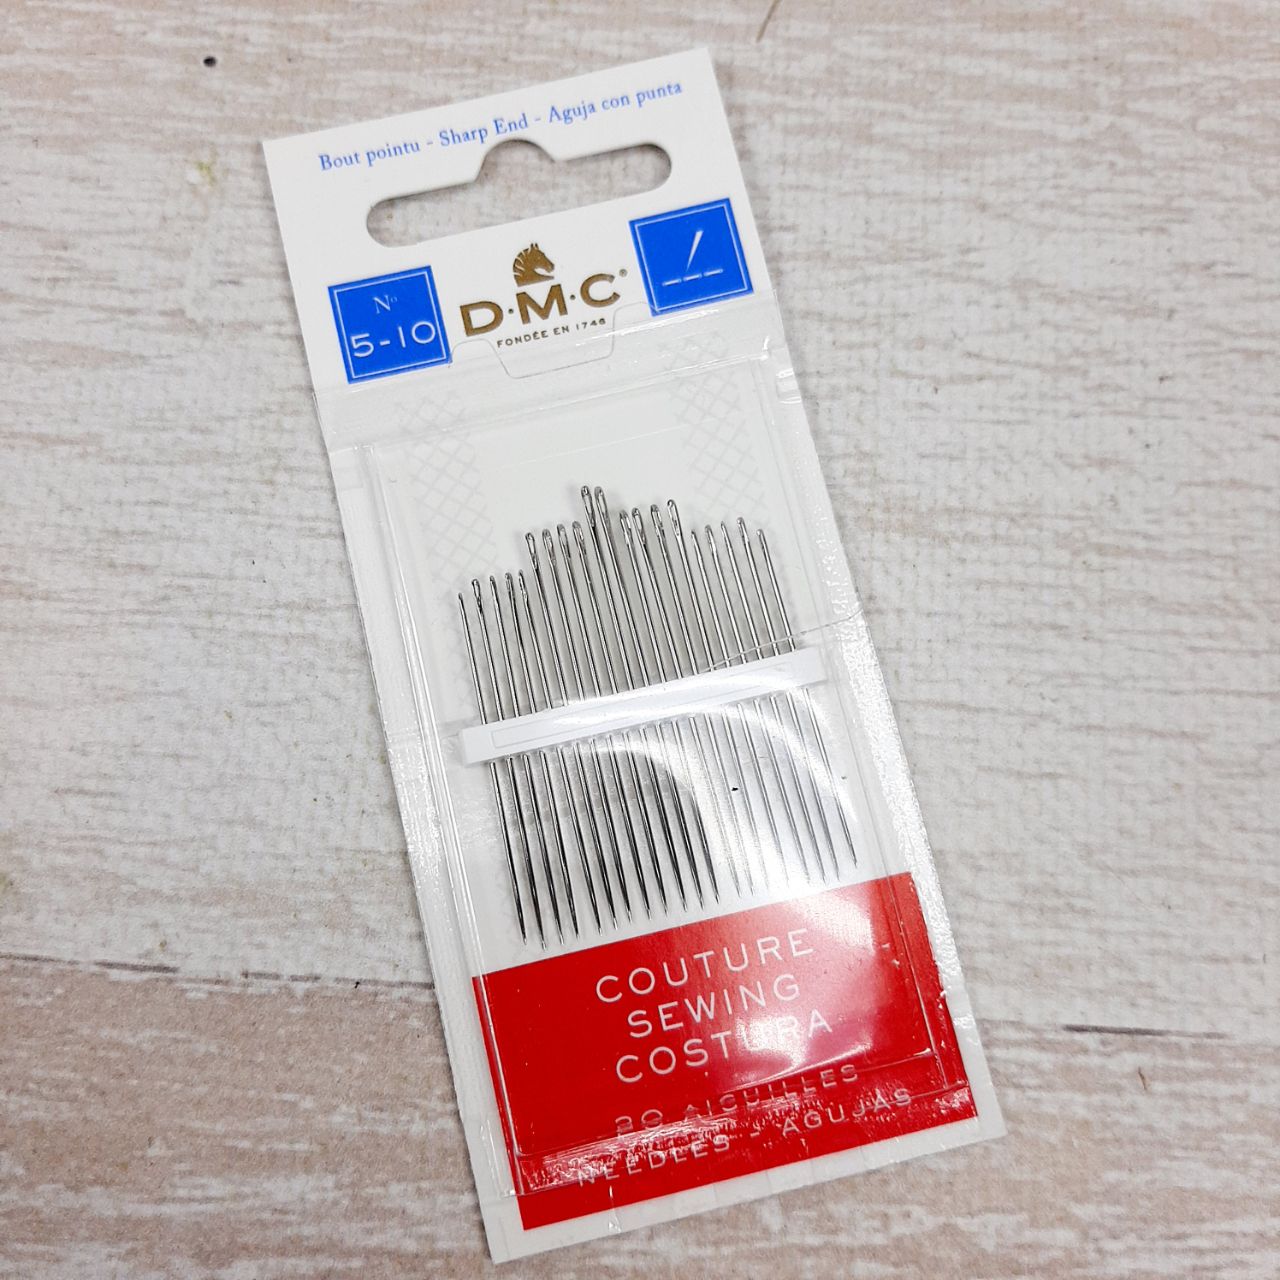 Bout pointu - Sharp End - Aguja con punta
Nº
5-10
D·M·C®
FONDÉE EN 1746
COUTURE
SEWING
COSTURA
20 AIGUILLES
NEEDLES - AGUJAS